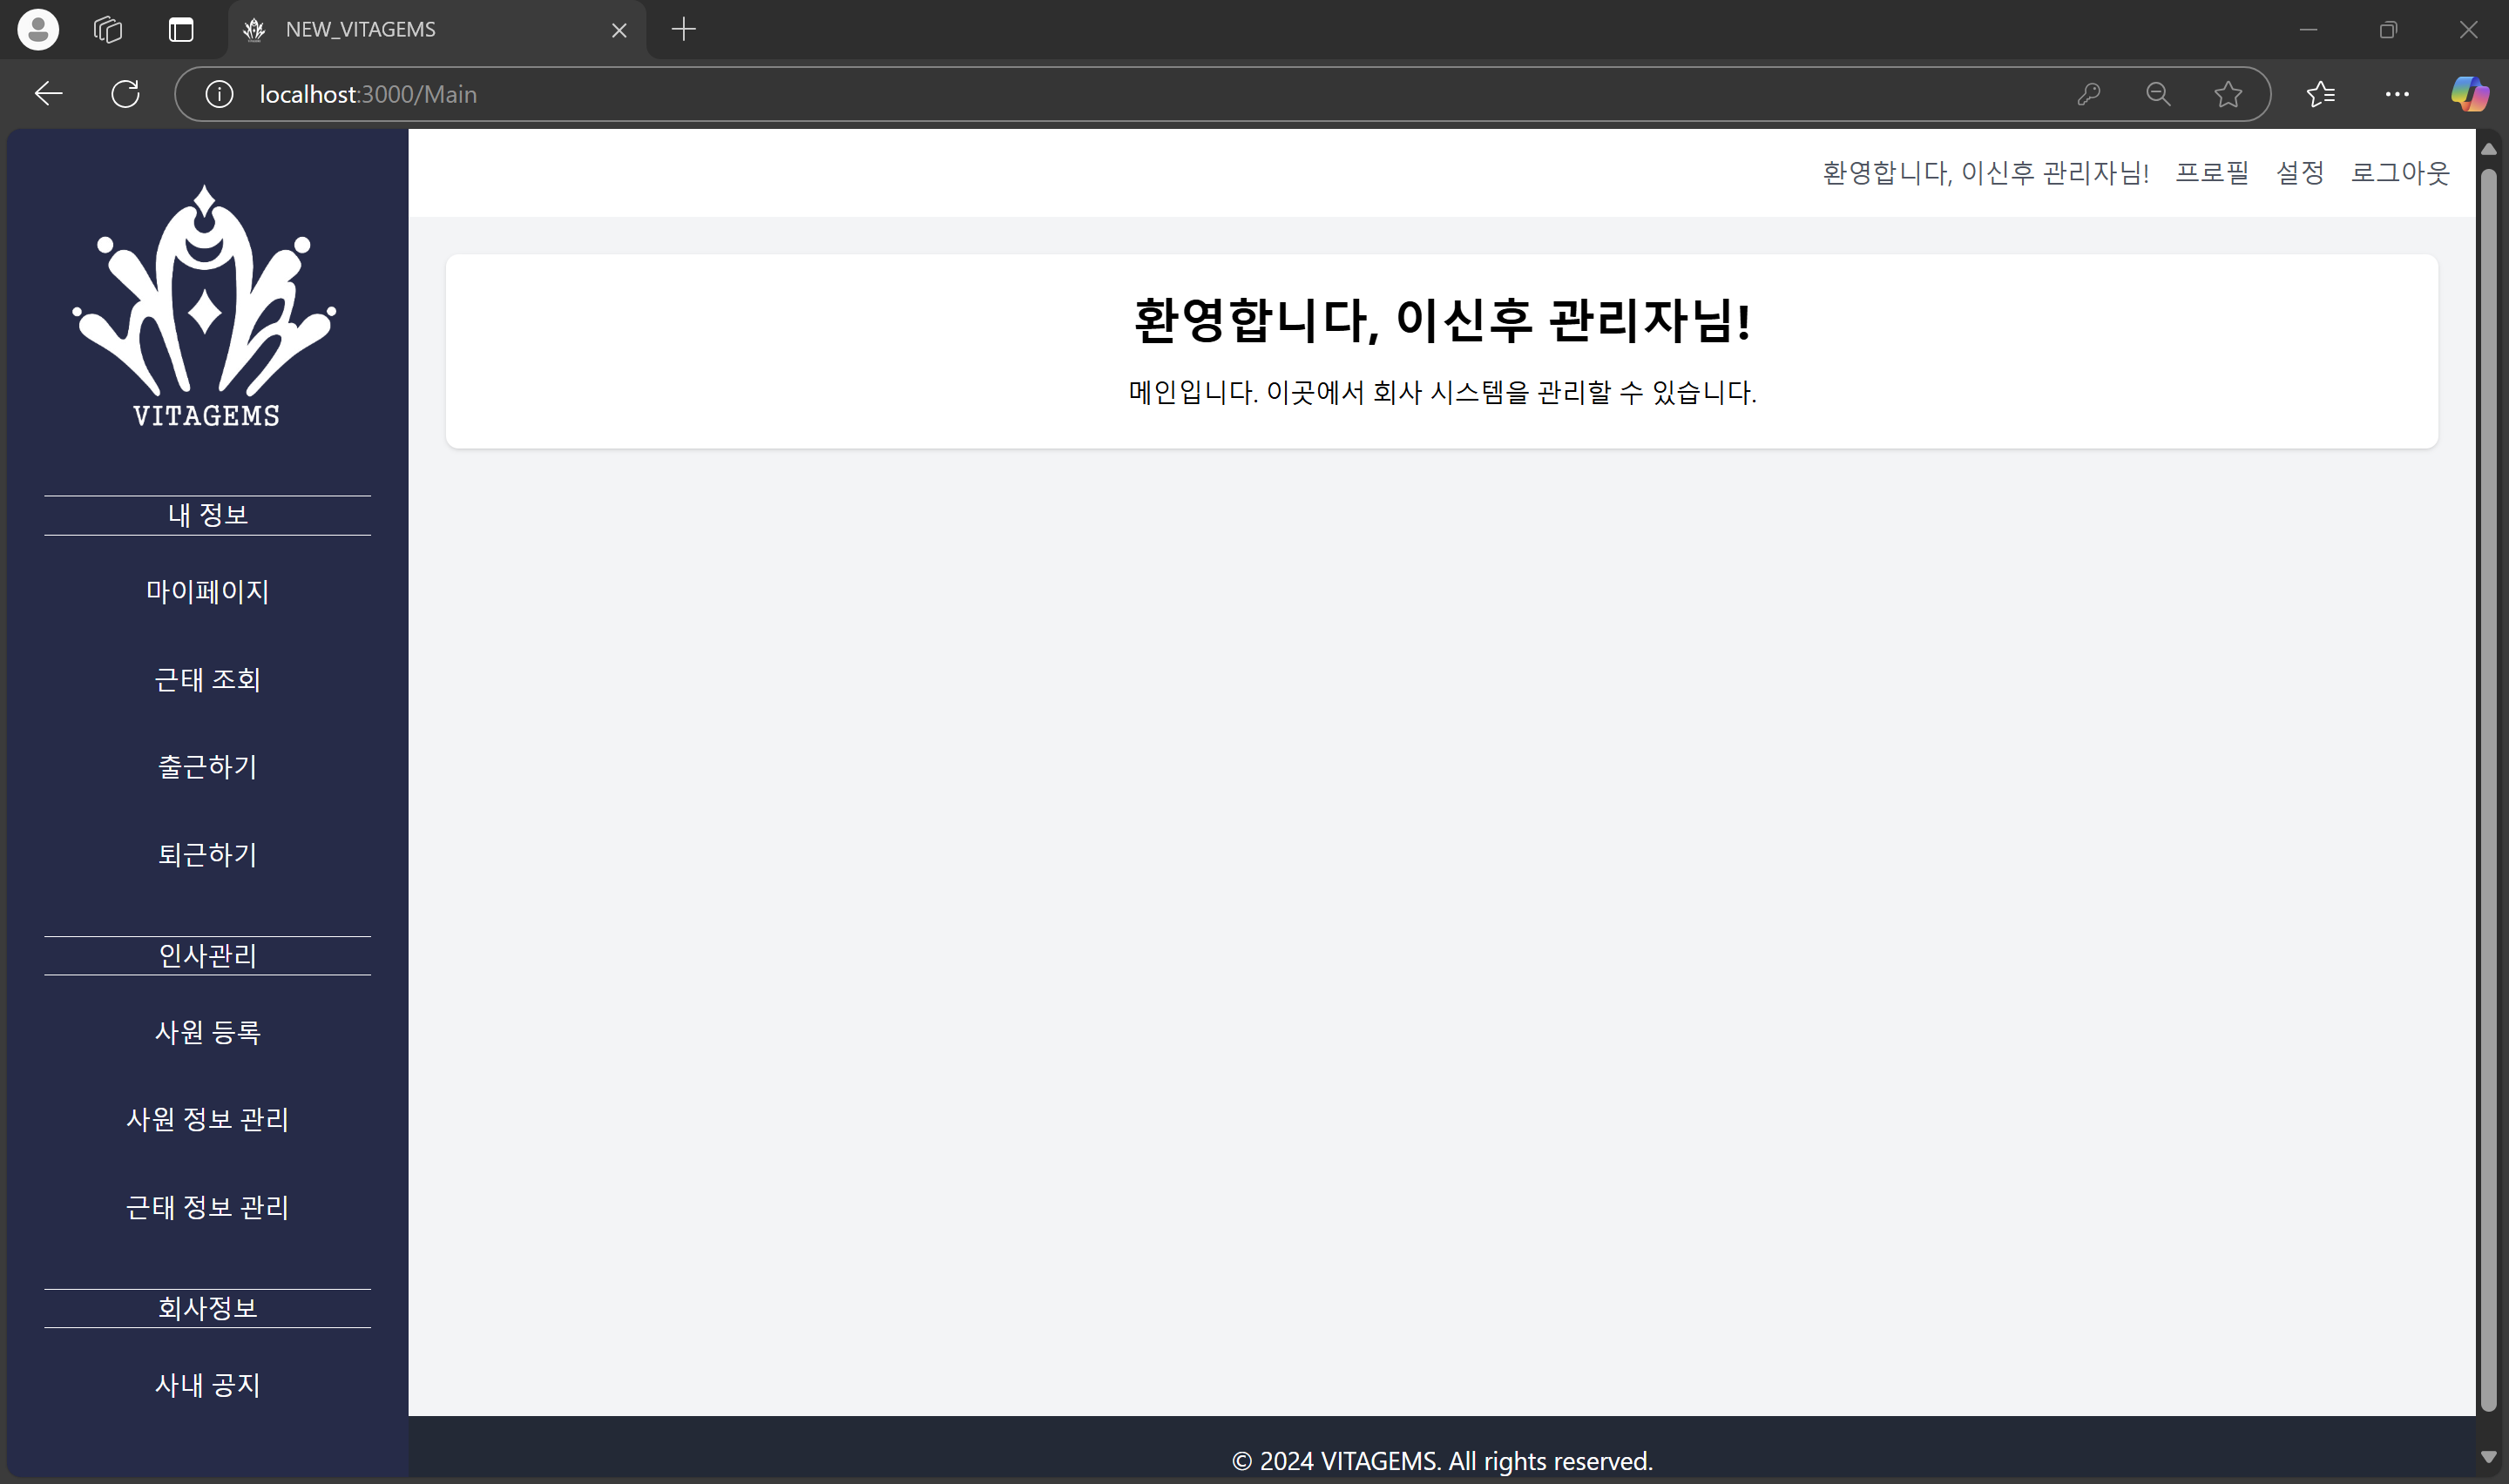 NEW_VITAGEMS
localhost:3000/Main
환영합니다, 이신후 관리자님! 프로필 설정 로그아웃
VITAGEMS
환영합니다, 이신후 관리자님!
메인입니다. 이곳에서 회사 시스템을 관리할 수 있습니다.
내 정보
마이페이지
근태 조회
출근하기
퇴근하기
인사관리
사원 등록
사원 정보 관리
근태 정보 관리
회사정보
사내 공지
© 2024 VITAGEMS. All rights reserved.